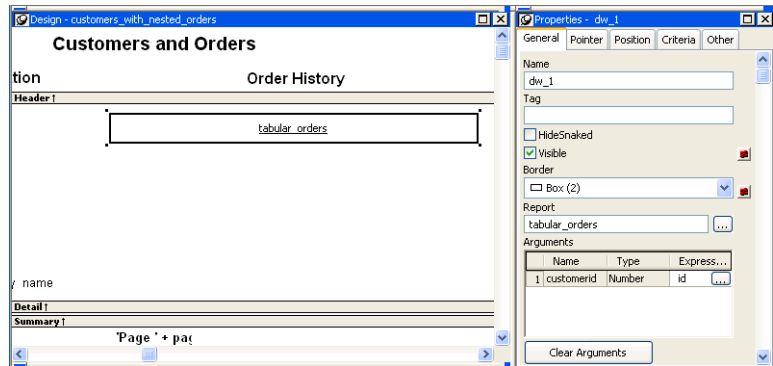 Design - customers_with_nested_orders
Customers and Orders
tion
Order History
Header ↑
tabular_orders
y name
Detail ↑
Summary ↑
'Page ' + pag
Properties - dw_1
General Pointer Position Criteria Other
Name
dw_1
Tag
HideSnaked
Visible
Border
Box (2)
Report
tabular_orders
...
Arguments
Name Type Express...
1 customerid Number id ...
Clear Arguments